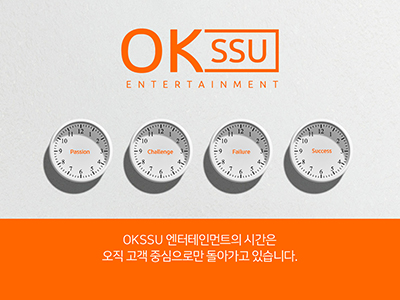 OKSSU
ENTERTAINMENT
Passion
Challenge
Failure
Success
OKSSU 엔터테인먼트의 시간은
오직 고객 중심으로만 돌아가고 있습니다.